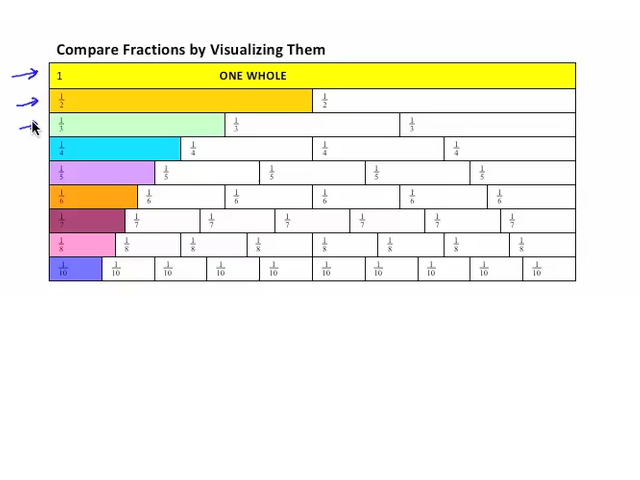 Compare Fractions by Visualizing Them
1 ONE WHOLE
1/2 1/2
1/3 1/3 1/3
1/4 1/4 1/4 1/4
1/5 1/5 1/5 1/5 1/5
1/6 1/6 1/6 1/6 1/6 1/6
1/7 1/7 1/7 1/7 1/7 1/7 1/7
1/8 1/8 1/8 1/8 1/8 1/8 1/8 1/8
1/10 1/10 1/10 1/10 1/10 1/10 1/10 1/10 1/10 1/10